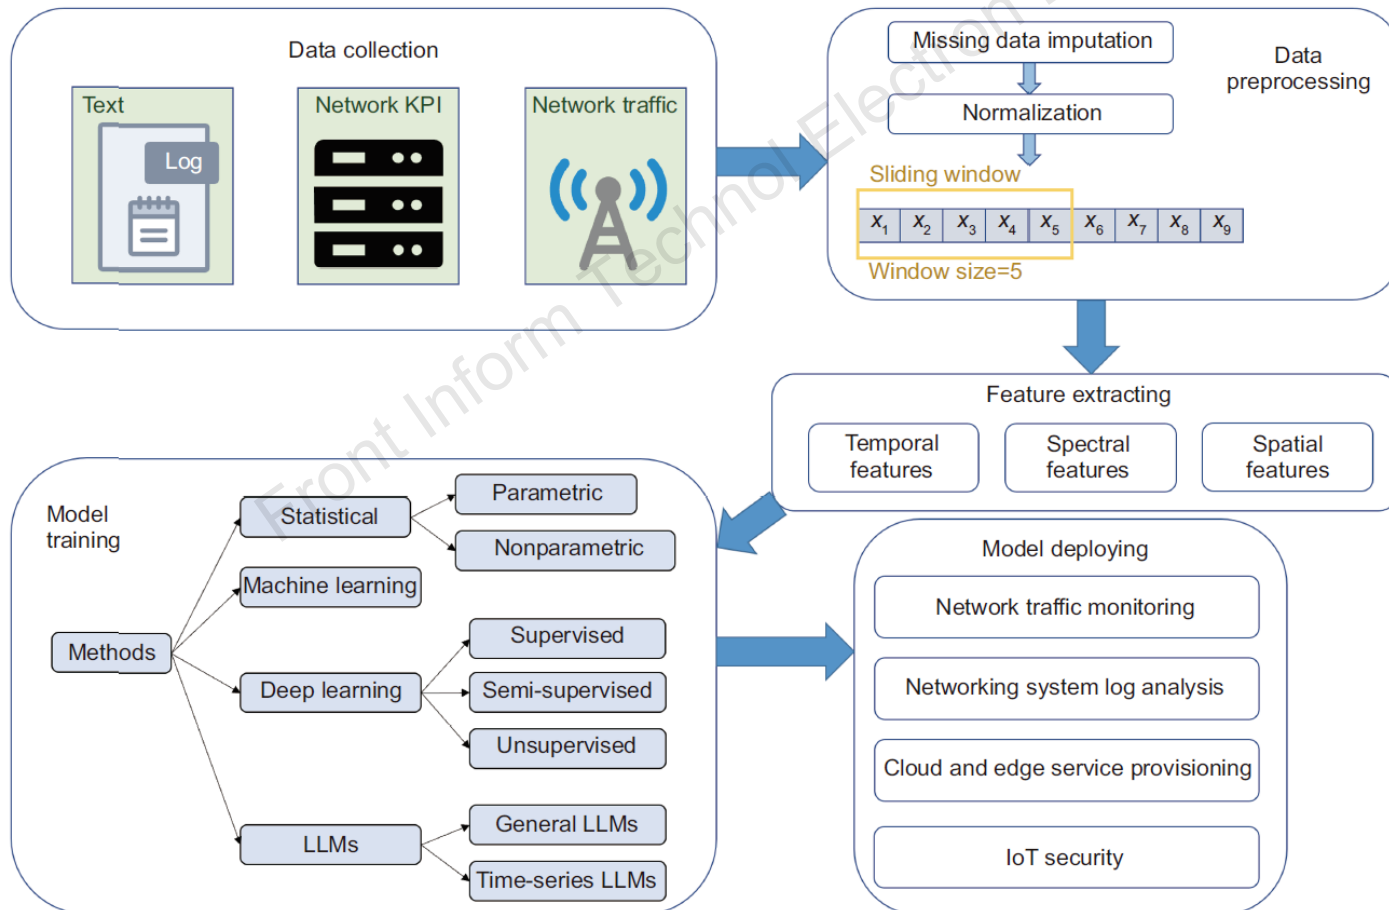 Data collection
Text
Log
Network KPI
Network traffic
Missing data imputation
Normalization
Data
preprocessing
Sliding window
x1 x2 x3 x4 x5 x6 x7 x8 x9
Window size=5
Feature extracting
Temporal
features
Spectral
features
Spatial
features
Model
training
Methods
Statistical
Parametric
Nonparametric
Machine learning
Deep learning
Supervised
Semi-supervised
Unsupervised
LLMs
General LLMs
Time-series LLMs
Model deploying
Network traffic monitoring
Networking system log analysis
Cloud and edge service provisioning
IoT security
Front Inform Technol Electron